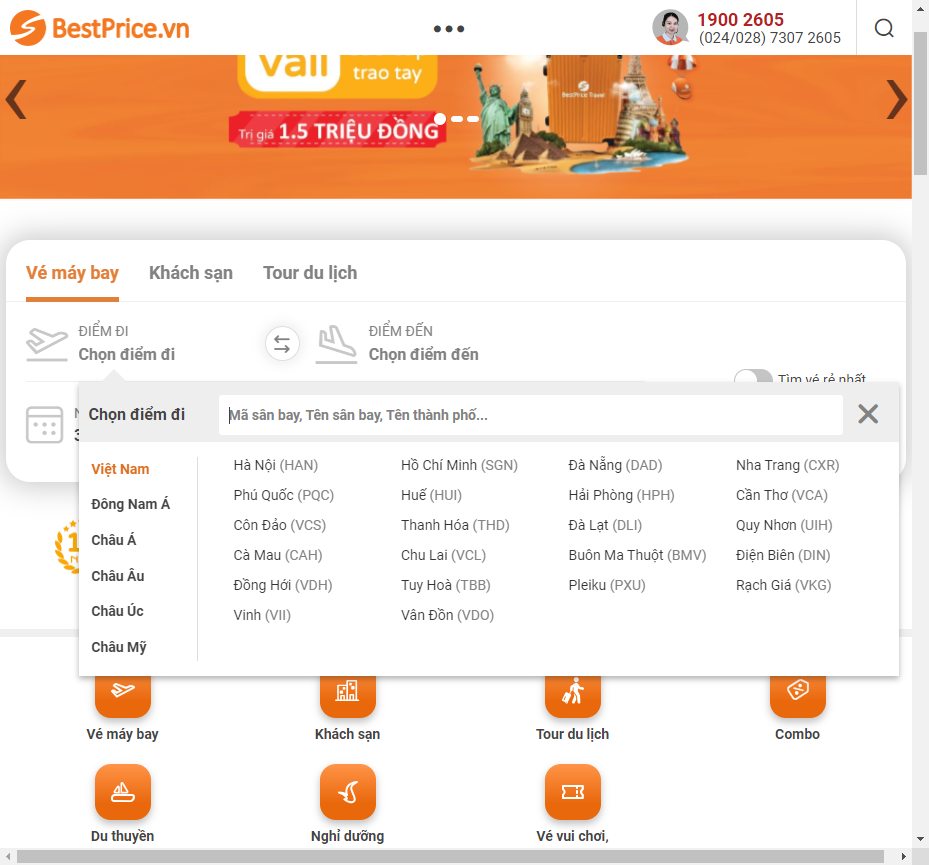 BestPrice.vn
1900 2605
(024/028) 7307 2605
vali
trao tay
BestPrice Travel
Trị giá 1.5 TRIỆU ĐỒNG
Vé máy bay
Khách sạn
Tour du lịch
ĐIỂM ĐI
Chọn điểm đi
ĐIỂM ĐẾN
Chọn điểm đến
Tìm vé rẻ nhất
Chọn điểm đi
Mã sân bay, Tên sân bay, Tên thành phố...
Việt Nam
Đông Nam Á
Châu Á
Châu Âu
Châu Úc
Châu Mỹ
Hà Nội (HAN)
Hồ Chí Minh (SGN)
Đà Nẵng (DAD)
Nha Trang (CXR)
Phú Quốc (PQC)
Huế (HUI)
Hải Phòng (HPH)
Cần Thơ (VCA)
Côn Đảo (VCS)
Thanh Hóa (THD)
Đà Lạt (DLI)
Quy Nhơn (UIH)
Cà Mau (CAH)
Chu Lai (VCL)
Buôn Ma Thuột (BMV)
Điện Biên (DIN)
Đồng Hới (VDH)
Tuy Hoà (TBB)
Pleiku (PXU)
Rạch Giá (VKG)
Vinh (VII)
Vân Đồn (VDO)
Vé máy bay
Khách sạn
Tour du lịch
Combo
Du thuyền
Nghỉ dưỡng
Vé vui chơi,